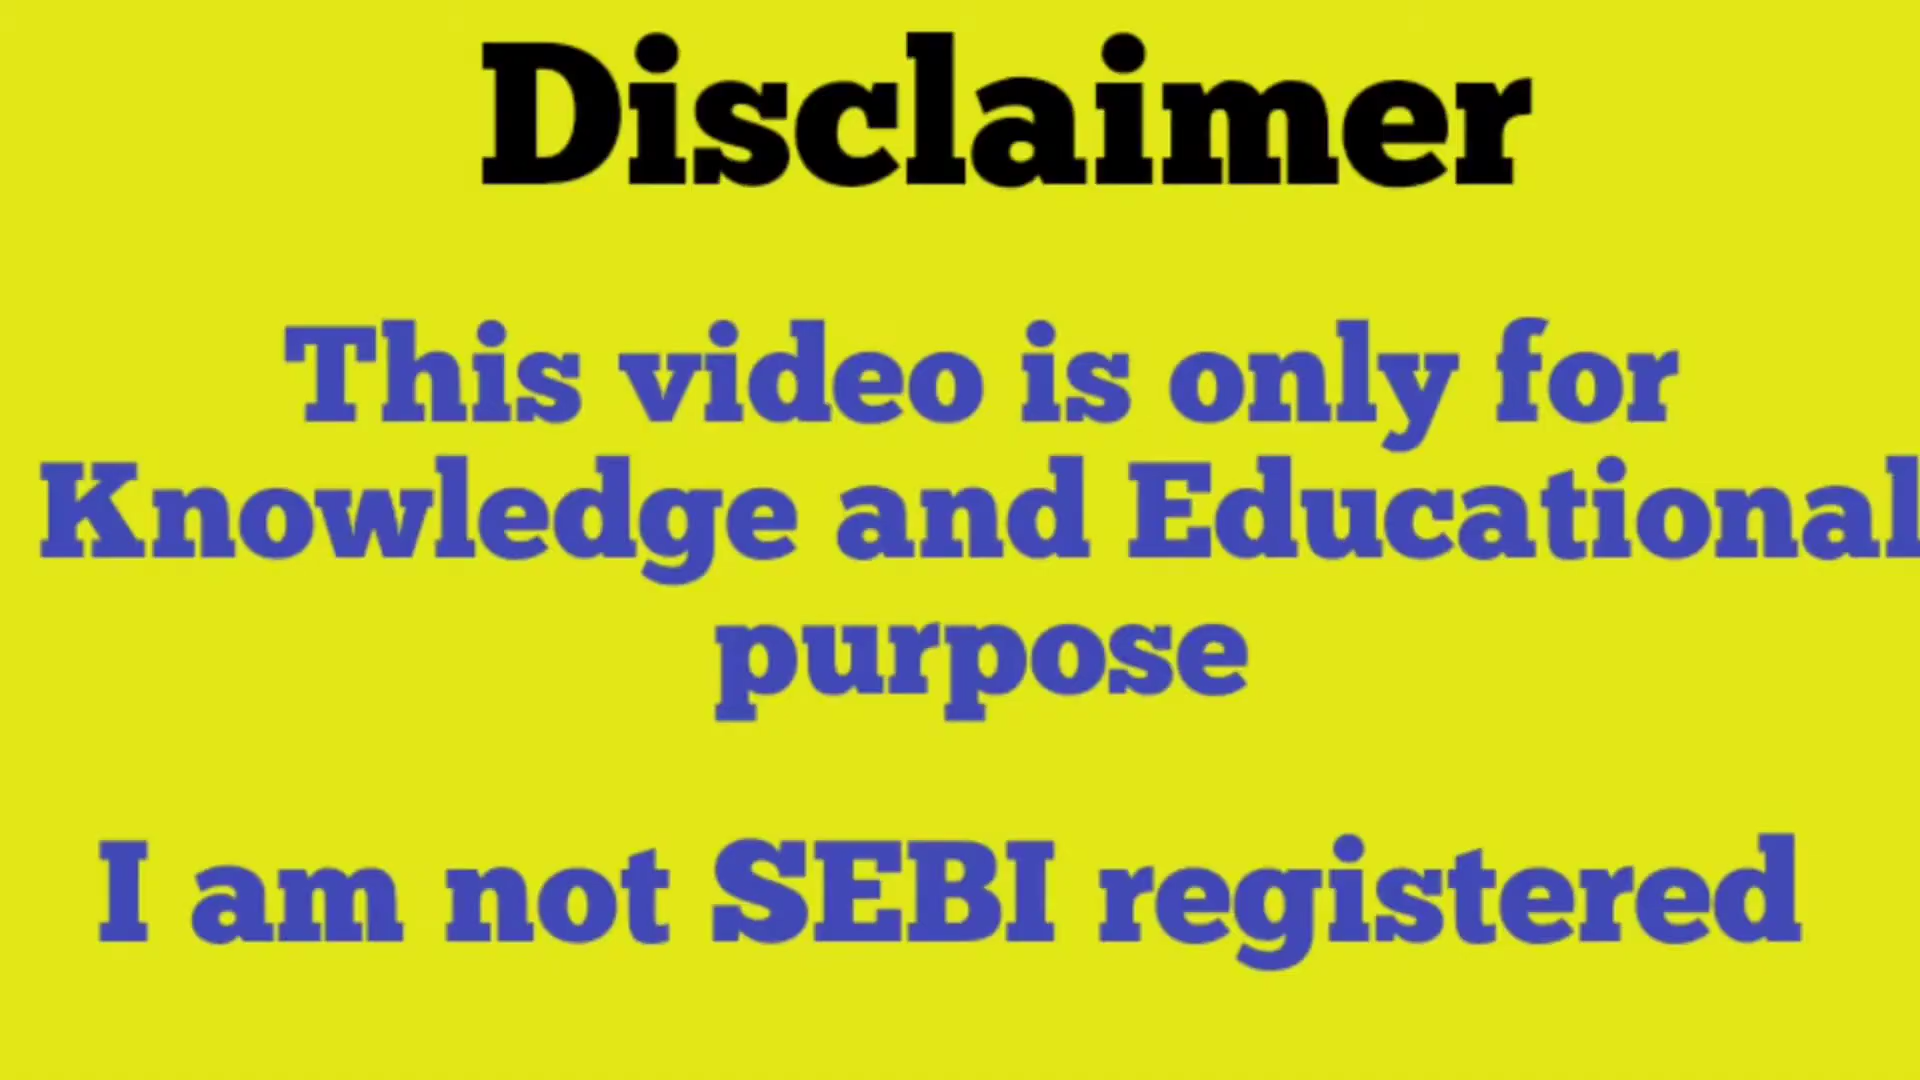 Disclaimer
This video is only for
Knowledge and Educational
purpose
I am not SEBI registered